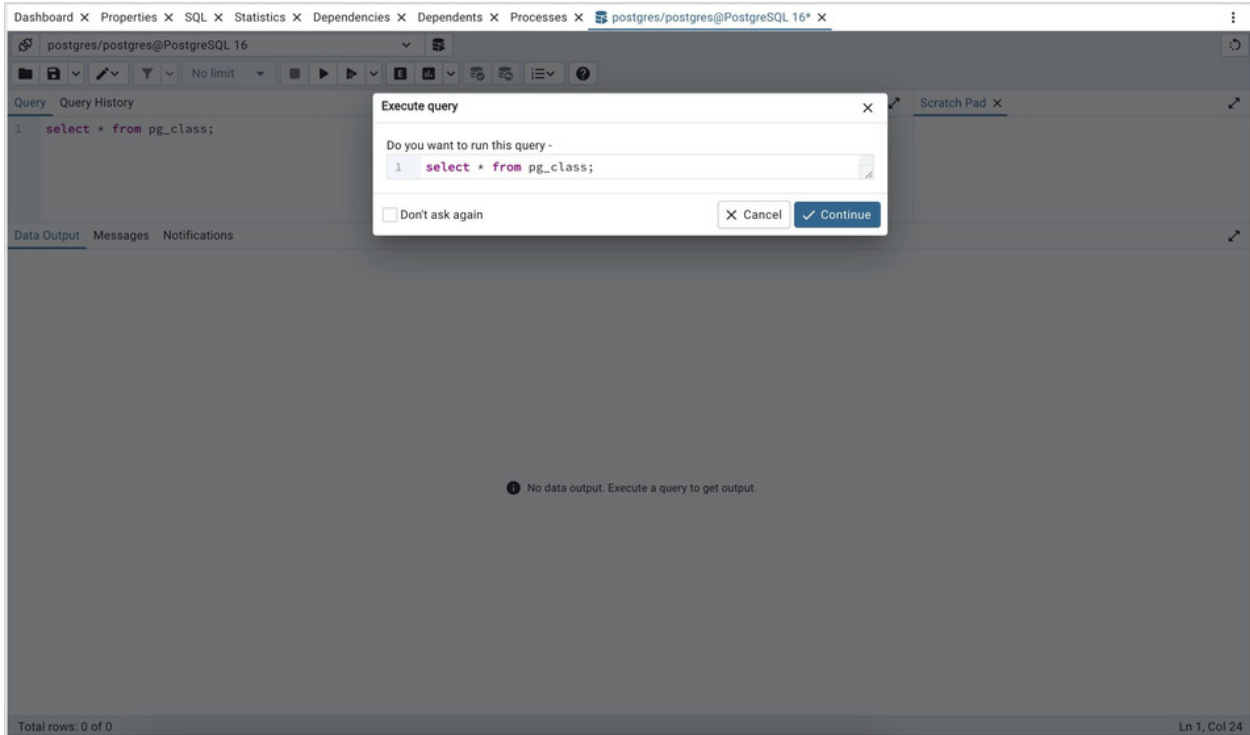 Dashboard Properties SQL Statistics Dependencies Dependents Processes postgres/postgres@PostgreSQL 16*
postgres/postgres@PostgreSQL 16
No limit
E
Query Query History
Scratch Pad
1 select * from pg_class;
Execute query
Do you want to run this query -
1 select * from pg_class;
Don't ask again
Cancel
Continue
Data Output Messages Notifications
No data output. Execute a query to get output.
Total rows: 0 of 0
Ln 1, Col 24